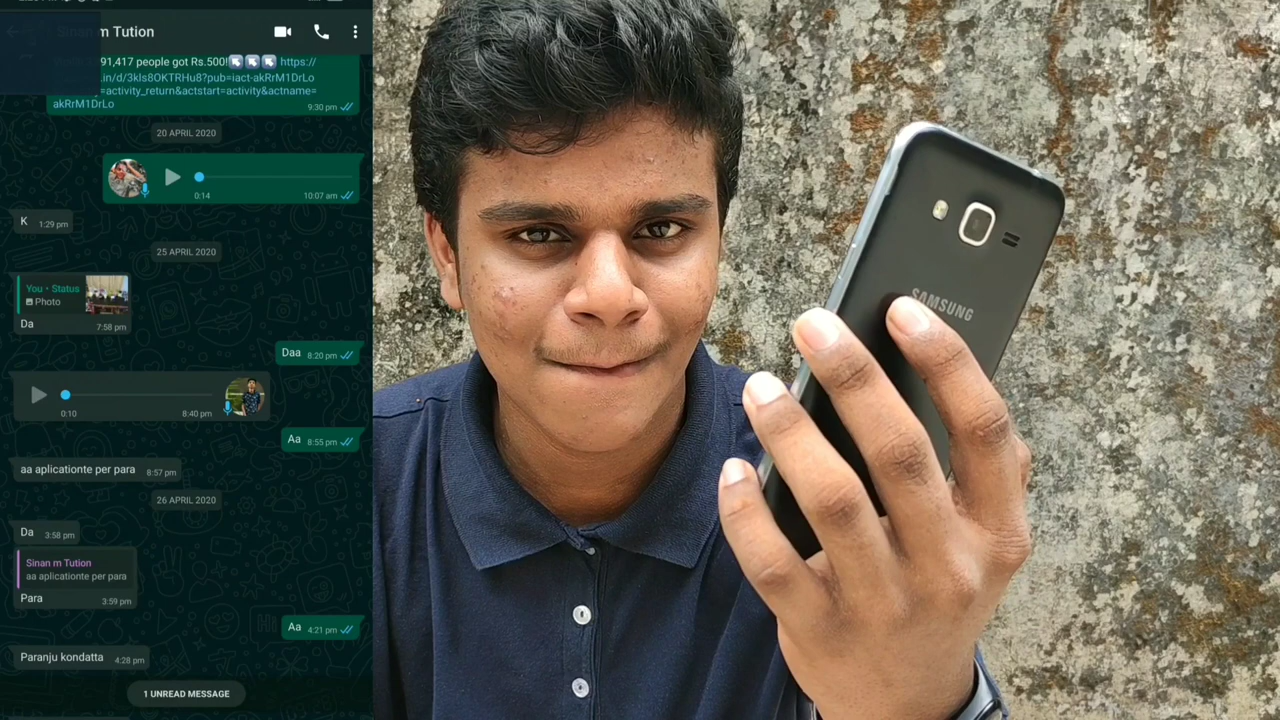 m Tution
91,417 people got Rs.500! https://
.in/d/3kls8OKTRHu8?pub=iact-akRrM1DrLo
=activity_return&actstart=activity&actname=
akRrM1DrLo
9:30 pm
20 APRIL 2020
0:14 10:07 am
K 1:29 pm
25 APRIL 2020
You • Status
Photo
Da 7:58 pm
Daa 8:20 pm
0:10 8:40 pm
Aa 8:55 pm
aa aplicationte per para 8:57 pm
26 APRIL 2020
Da 3:58 pm
Sinan m Tution
aa aplicationte per para
Para 3:59 pm
Aa 4:21 pm
Paranju kondatta 4:28 pm
1 UNREAD MESSAGE
SAMSUNG